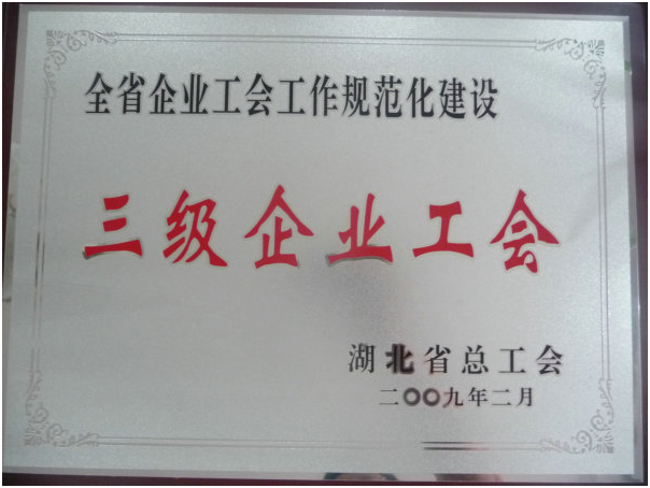 全省企业工会工作规范化建设
三级企业工会
湖北省总工会
二〇〇九年二月